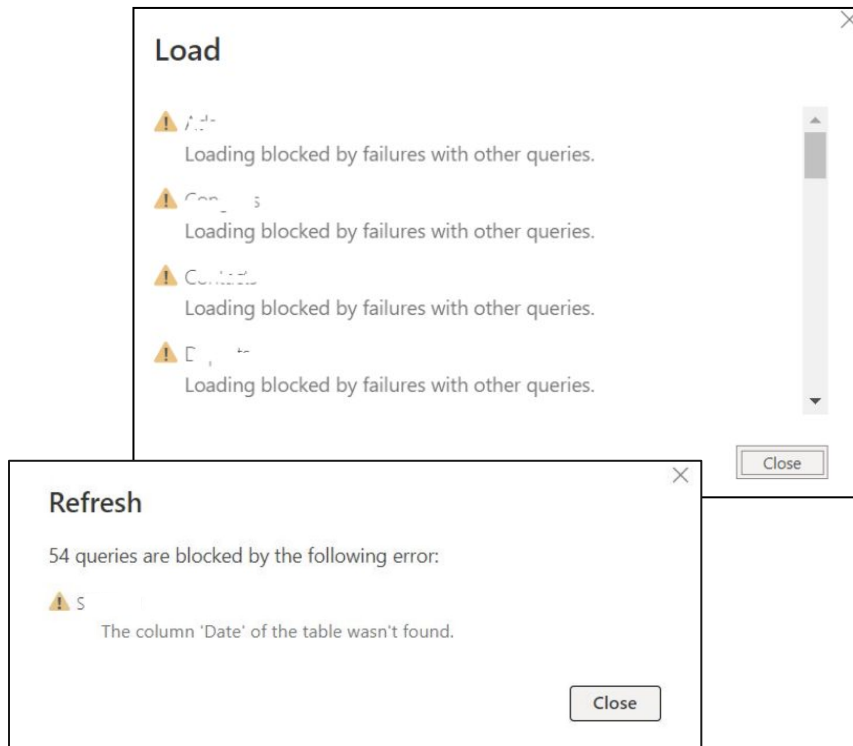 Load
Loading blocked by failures with other queries.
Loading blocked by failures with other queries.
Contacts
Loading blocked by failures with other queries.
Loading blocked by failures with other queries.
Close
Refresh
54 queries are blocked by the following error:
S
The column 'Date' of the table wasn't found.
Close